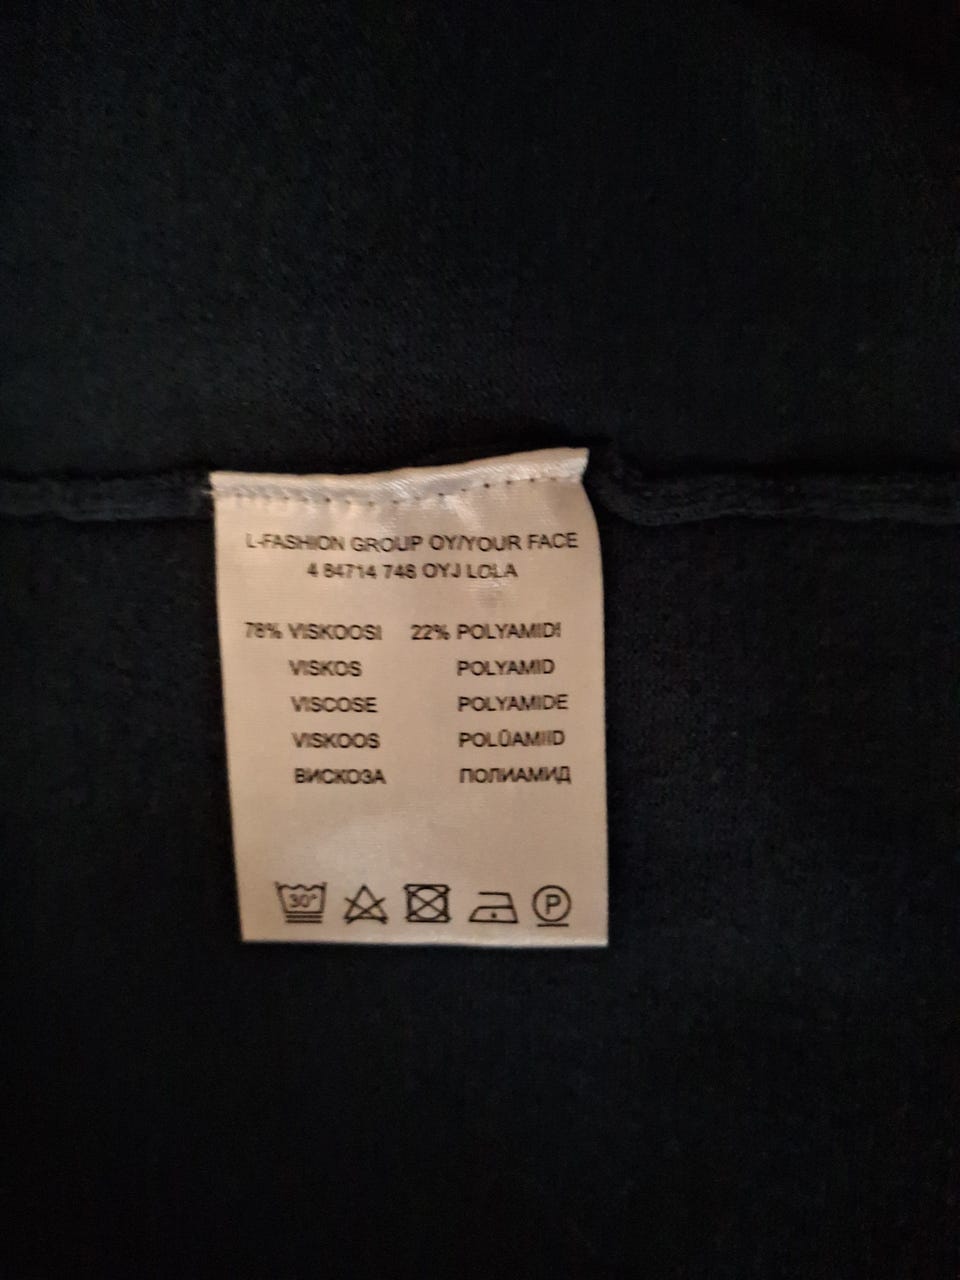 L-FASHION GROUP OY/YOUR FACE
4 84714 748 OYJ LOLA
78% VISKOOSI 22% POLYAMIDI
VISKOS POLYAMID
VISCOSE POLYAMIDE
VISKOOS POLÜAMIID
ВИСКОЗА ПОЛИАМИД
30° P